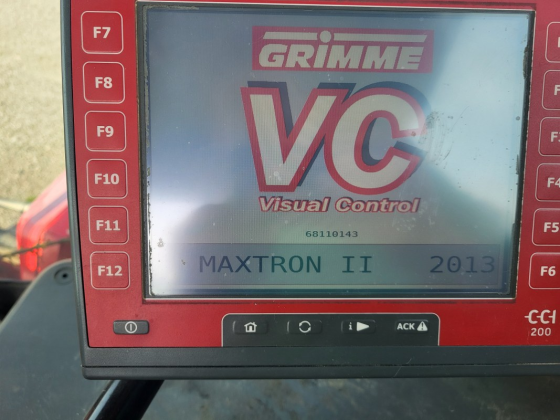 F7
F8
F9
F10
F11
F12
GRIMME
VC
Visual Control
68110143
MAXTRON II 2013
F4
F5
F6
CCI
200
i
ACK